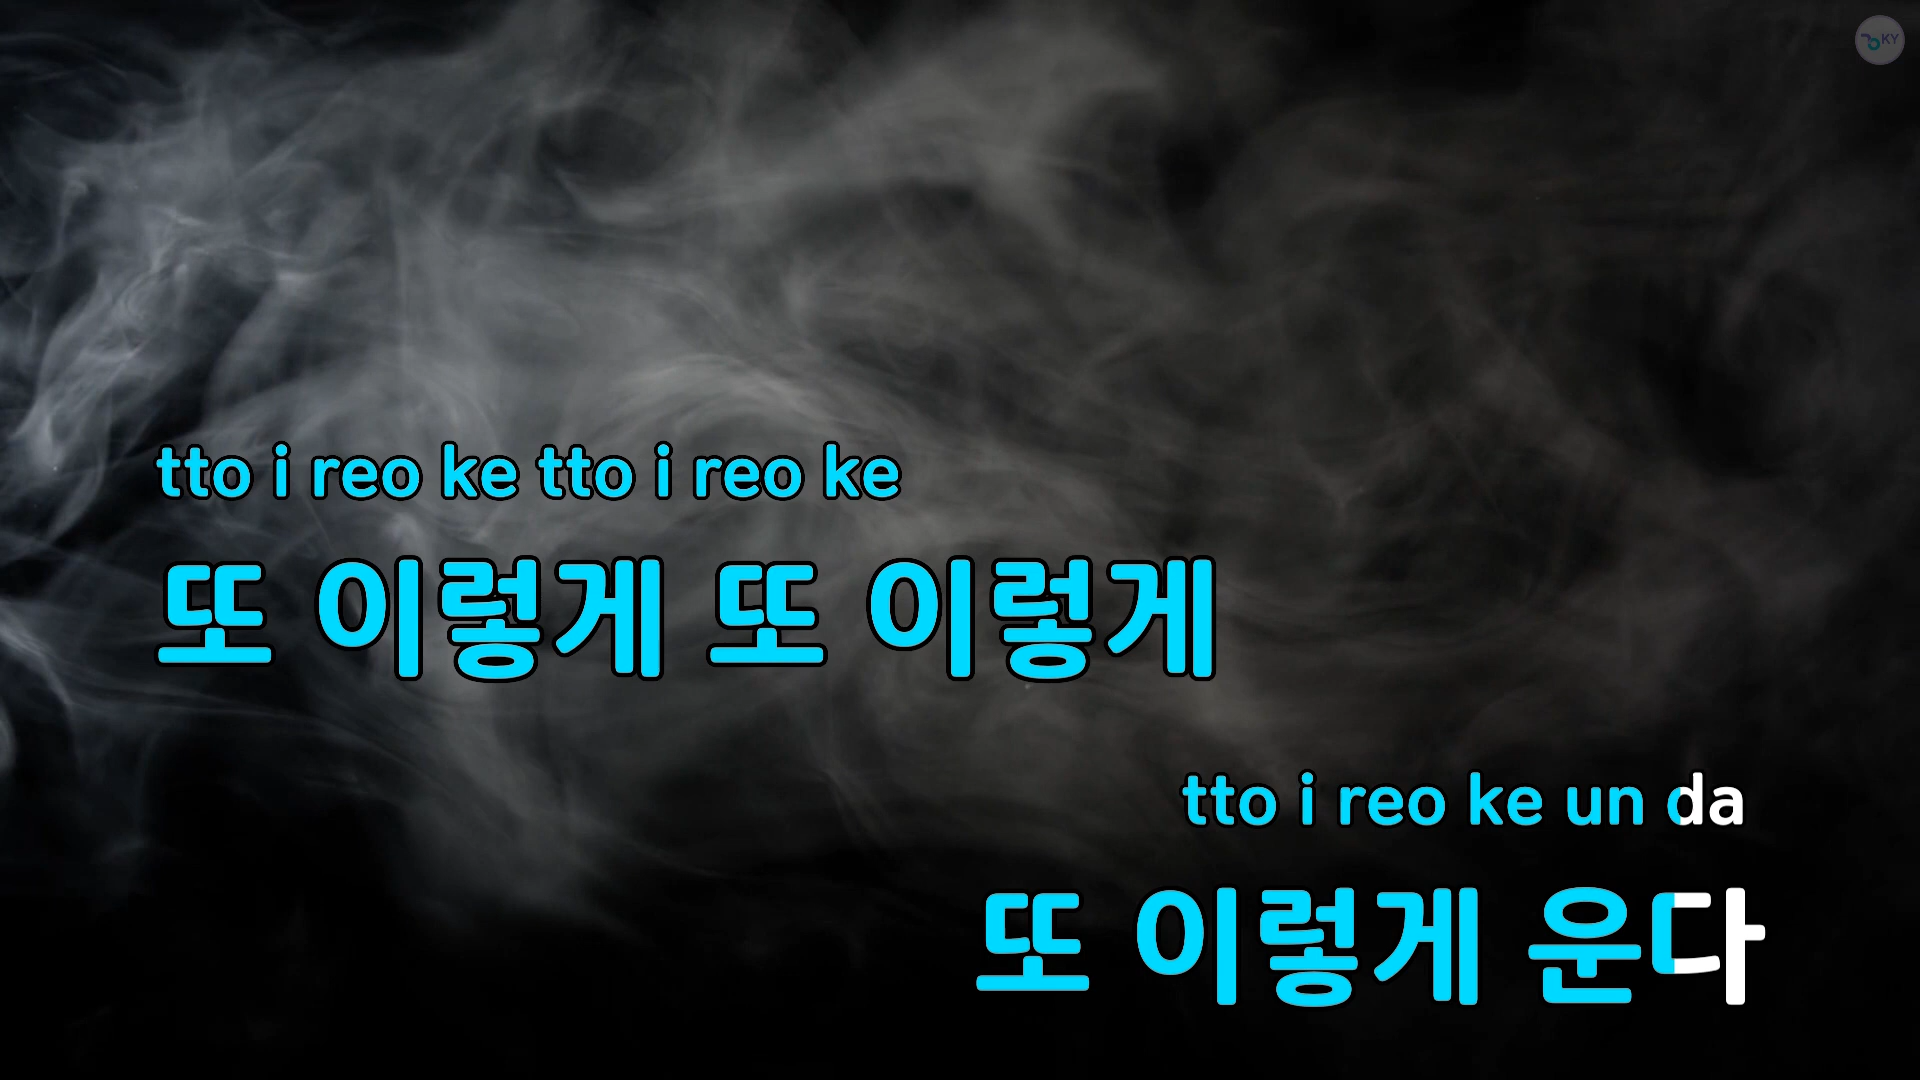 KY
tto i reo ke tto i reo ke
또 이렇게 또 이렇게
tto i reo ke un da
또 이렇게 운다